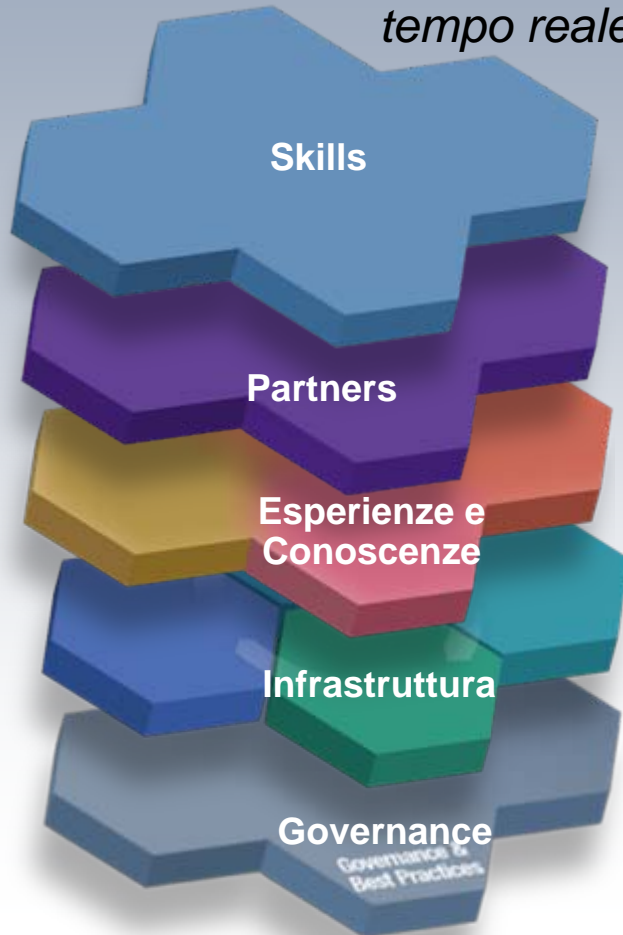 tempo reale
Skills
Partners
Esperienze e
Conoscenze
Infrastruttura
Governance
Governance &
Best Practices